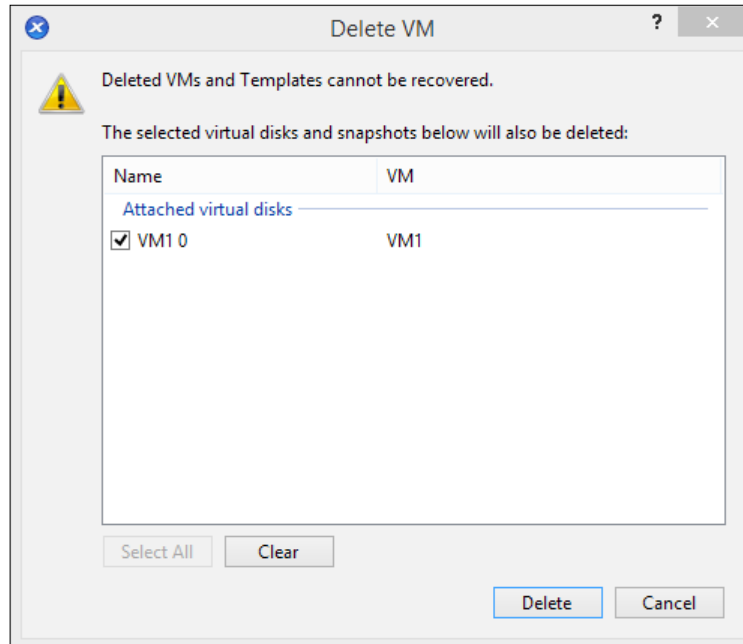 Delete VM
?
Deleted VMs and Templates cannot be recovered.
The selected virtual disks and snapshots below will also be deleted:
Name VM
Attached virtual disks
VM1 0 VM1
Select All Clear
Delete Cancel